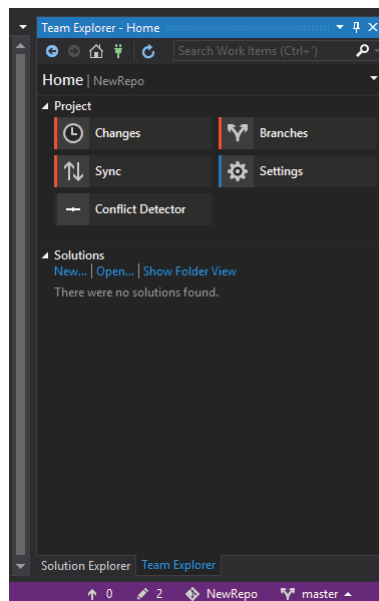 Team Explorer - Home
Search Work Items (Ctrl+')
Home | NewRepo
Project
Changes
Branches
Sync
Settings
Conflict Detector
Solutions
New... | Open... | Show Folder View
There were no solutions found.
Solution Explorer Team Explorer
0 2 NewRepo master